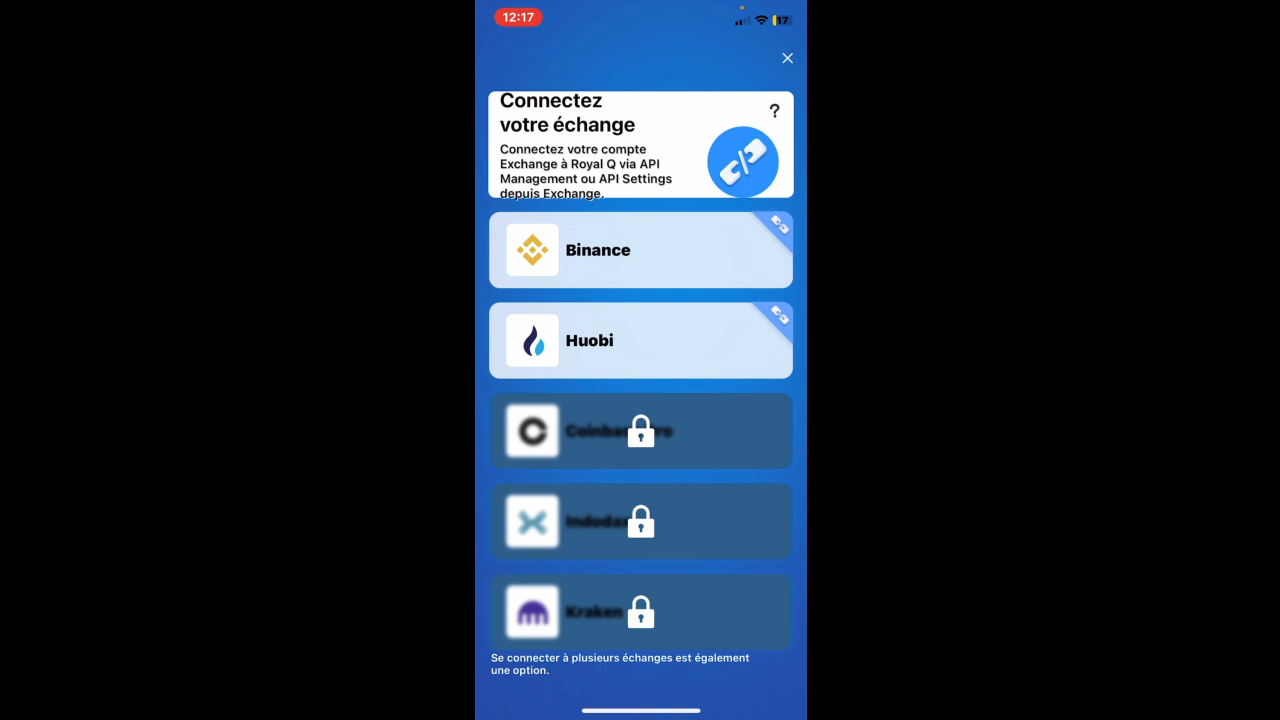 12:17
17
Connectez
votre échange
?
Connectez votre compte
Exchange à Royal Q via API
Management ou API Settings
depuis Exchange.
Binance
Huobi
Kraken
Se connecter à plusieurs échanges est également
une option.